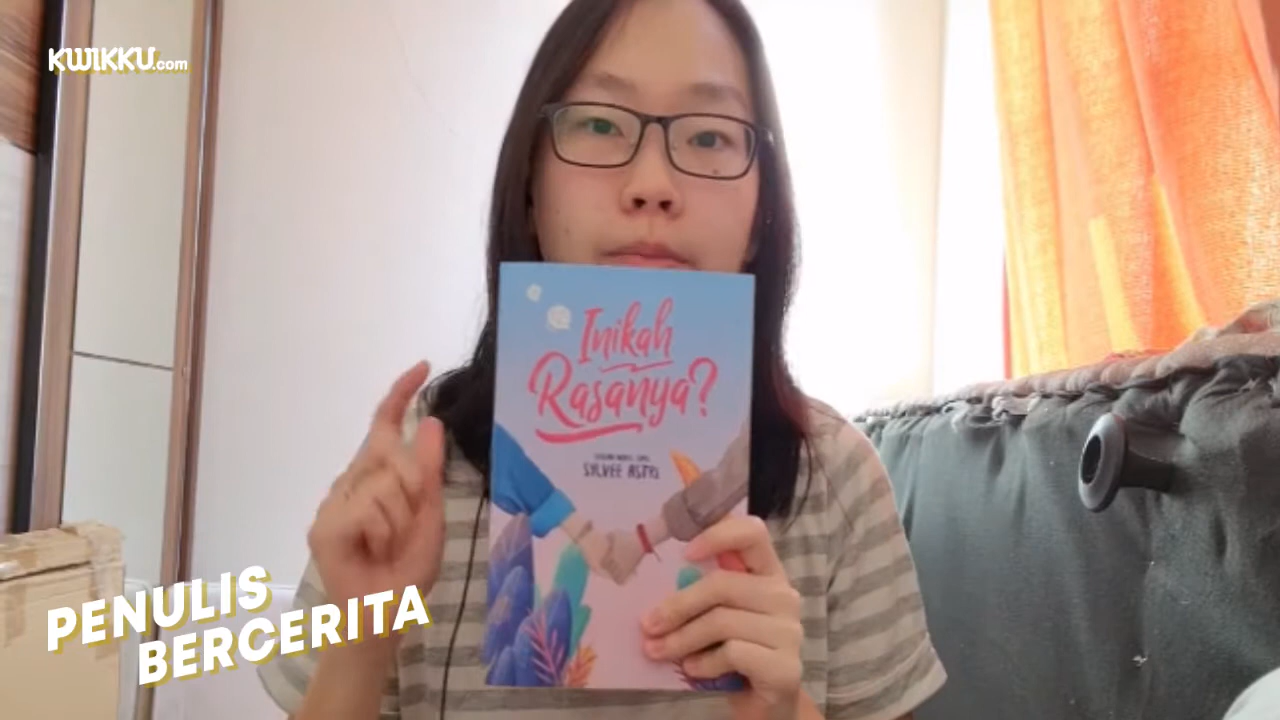 KWIKKU.com
Inikah
Rasanya?
SYLVEE ASTRI
PENULIS
BERCERITA